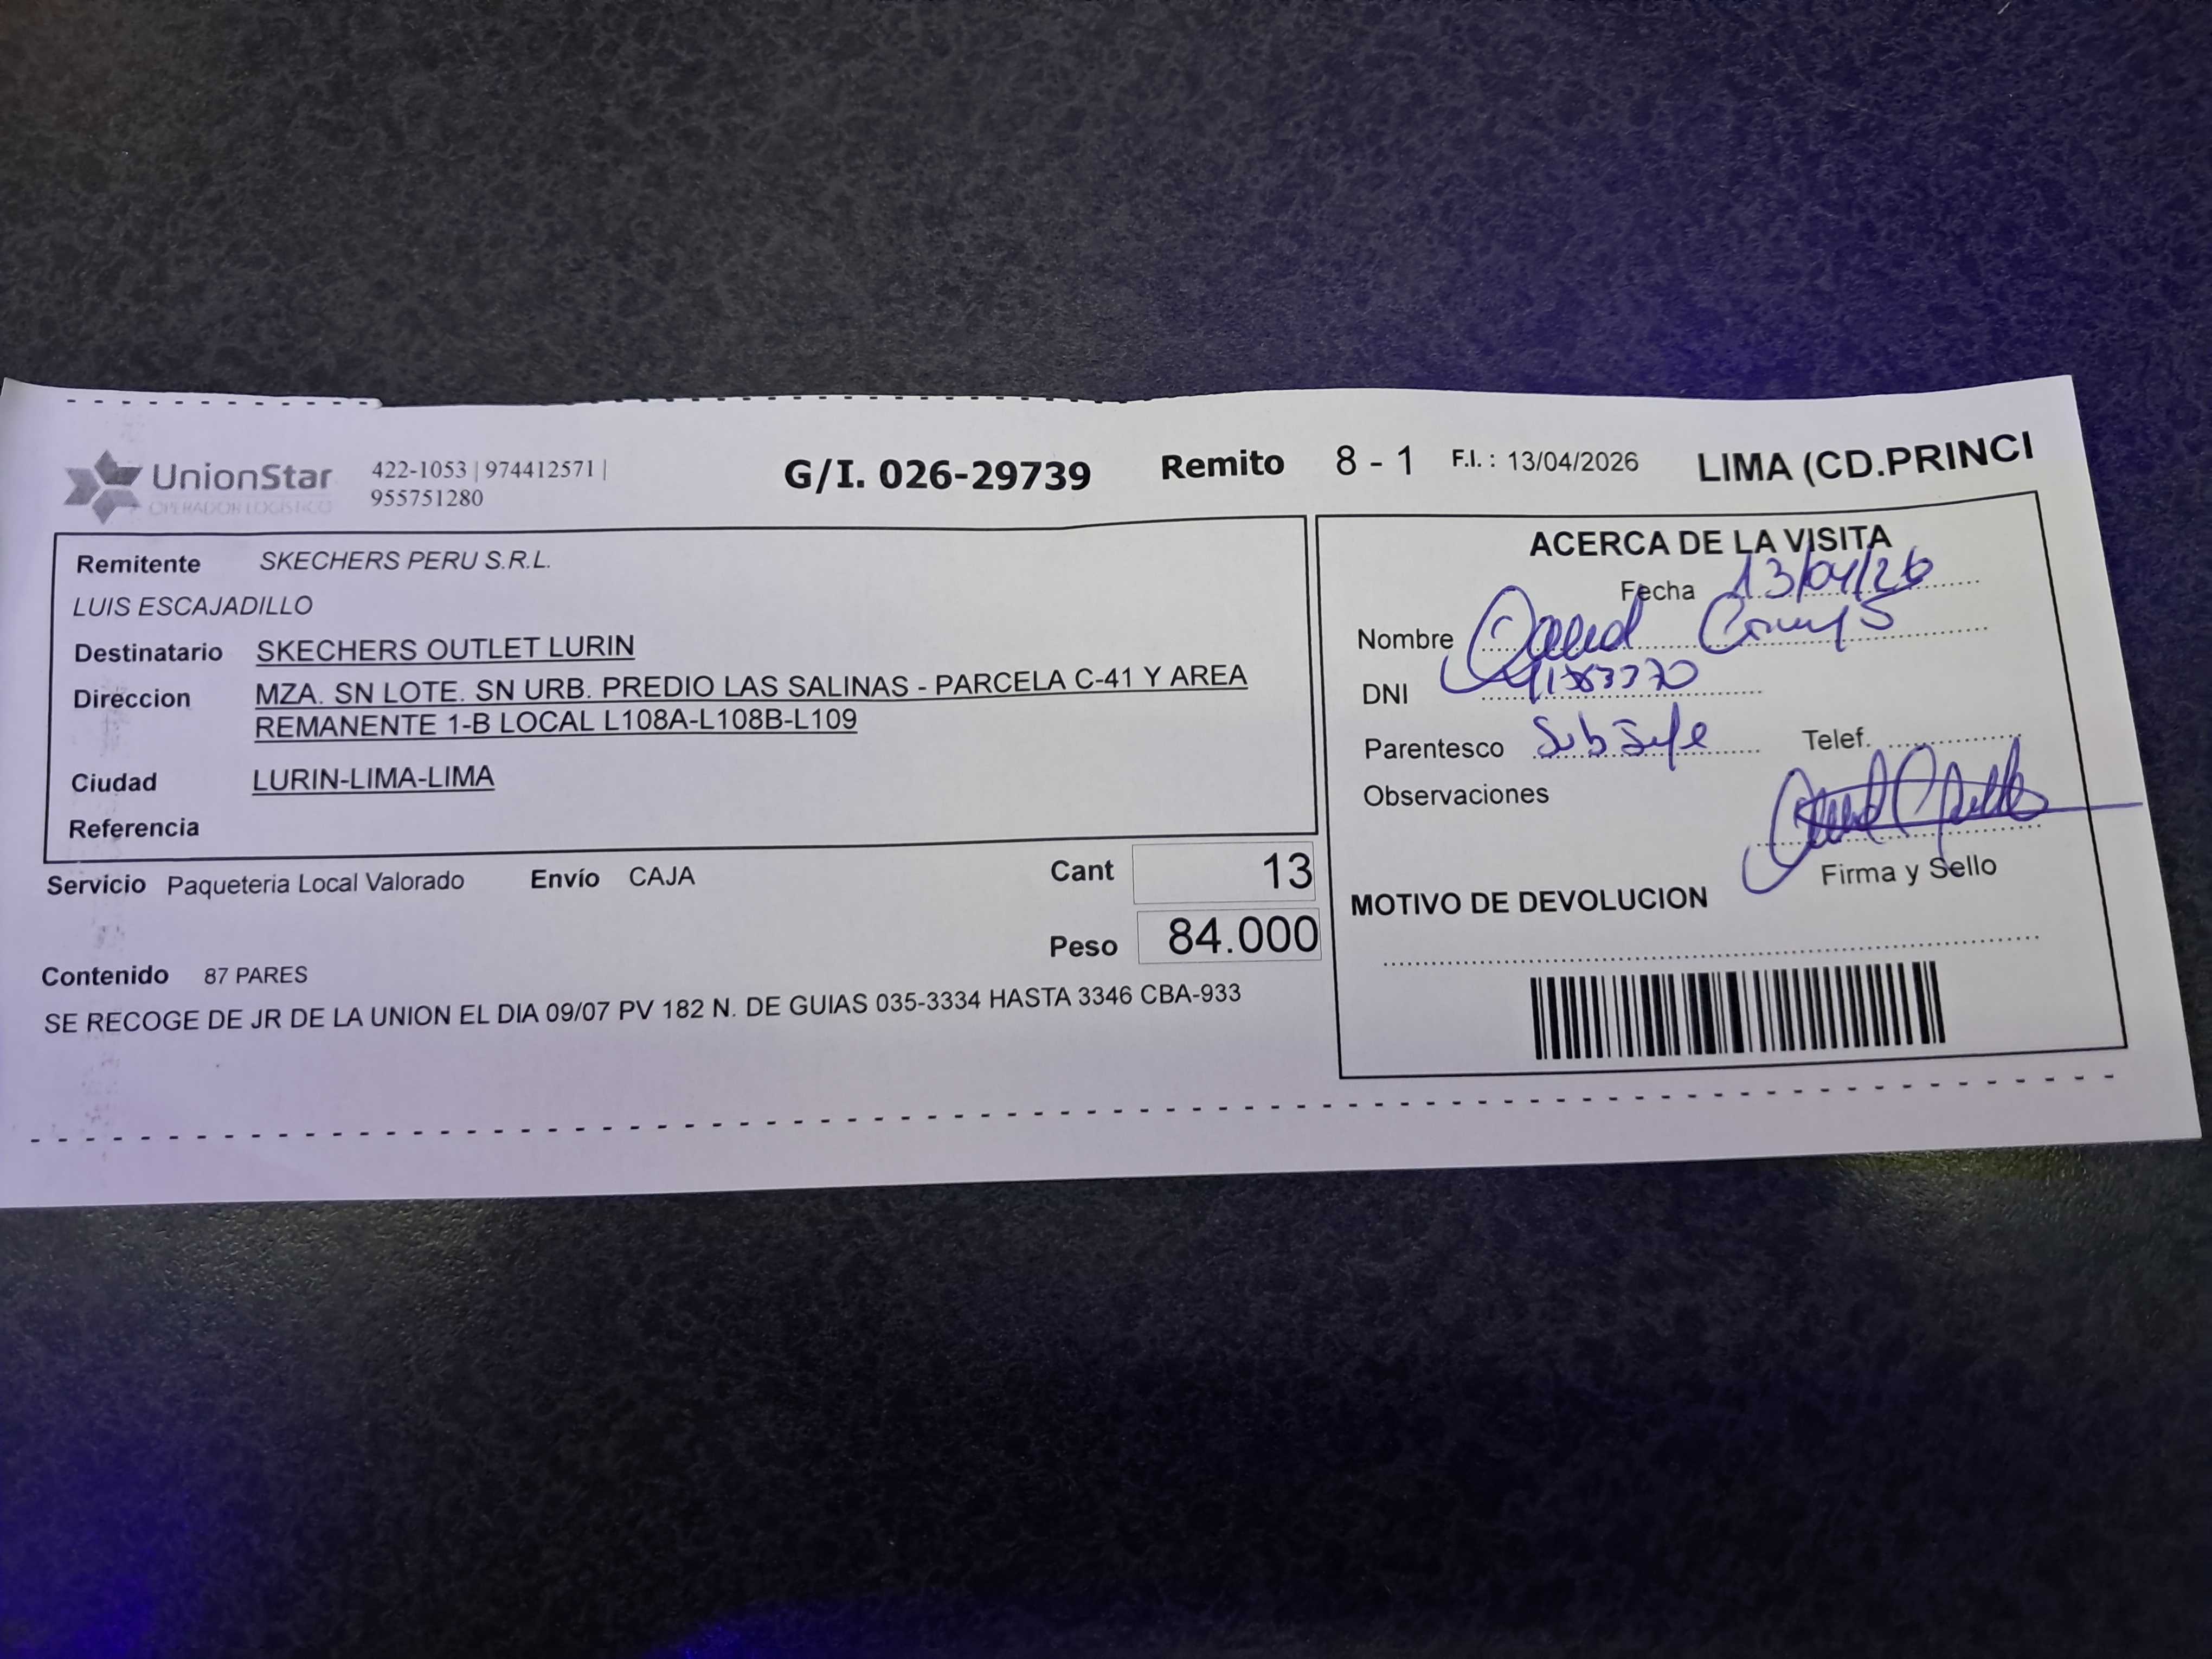 UnionStar
OPERADOR LOGISTICO
422-1053 | 974412571 |
955751280
G/I. 026-29739
Remito 8 - 1 F.I. : 13/04/2026 LIMA (CD.PRINCI
Remitente SKECHERS PERU S.R.L.
LUIS ESCAJADILLO
Destinatario SKECHERS OUTLET LURIN
Direccion MZA. SN LOTE. SN URB. PREDIO LAS SALINAS - PARCELA C-41 Y AREA
REMANENTE 1-B LOCAL L108A-L108B-L109
Ciudad LURIN-LIMA-LIMA
Referencia
Servicio Paqueteria Local Valorado Envío CAJA
Cant 13
Peso 84.000
Contenido 87 PARES
SE RECOGE DE JR DE LA UNION EL DIA 09/07 PV 182 N. DE GUIAS 035-3334 HASTA 3346 CBA-933
ACERCA DE LA VISITA
Fecha 13/04/26
Nombre
DNI
Parentesco Sub Jefe Telef.
Observaciones
Firma y Sello
MOTIVO DE DEVOLUCION